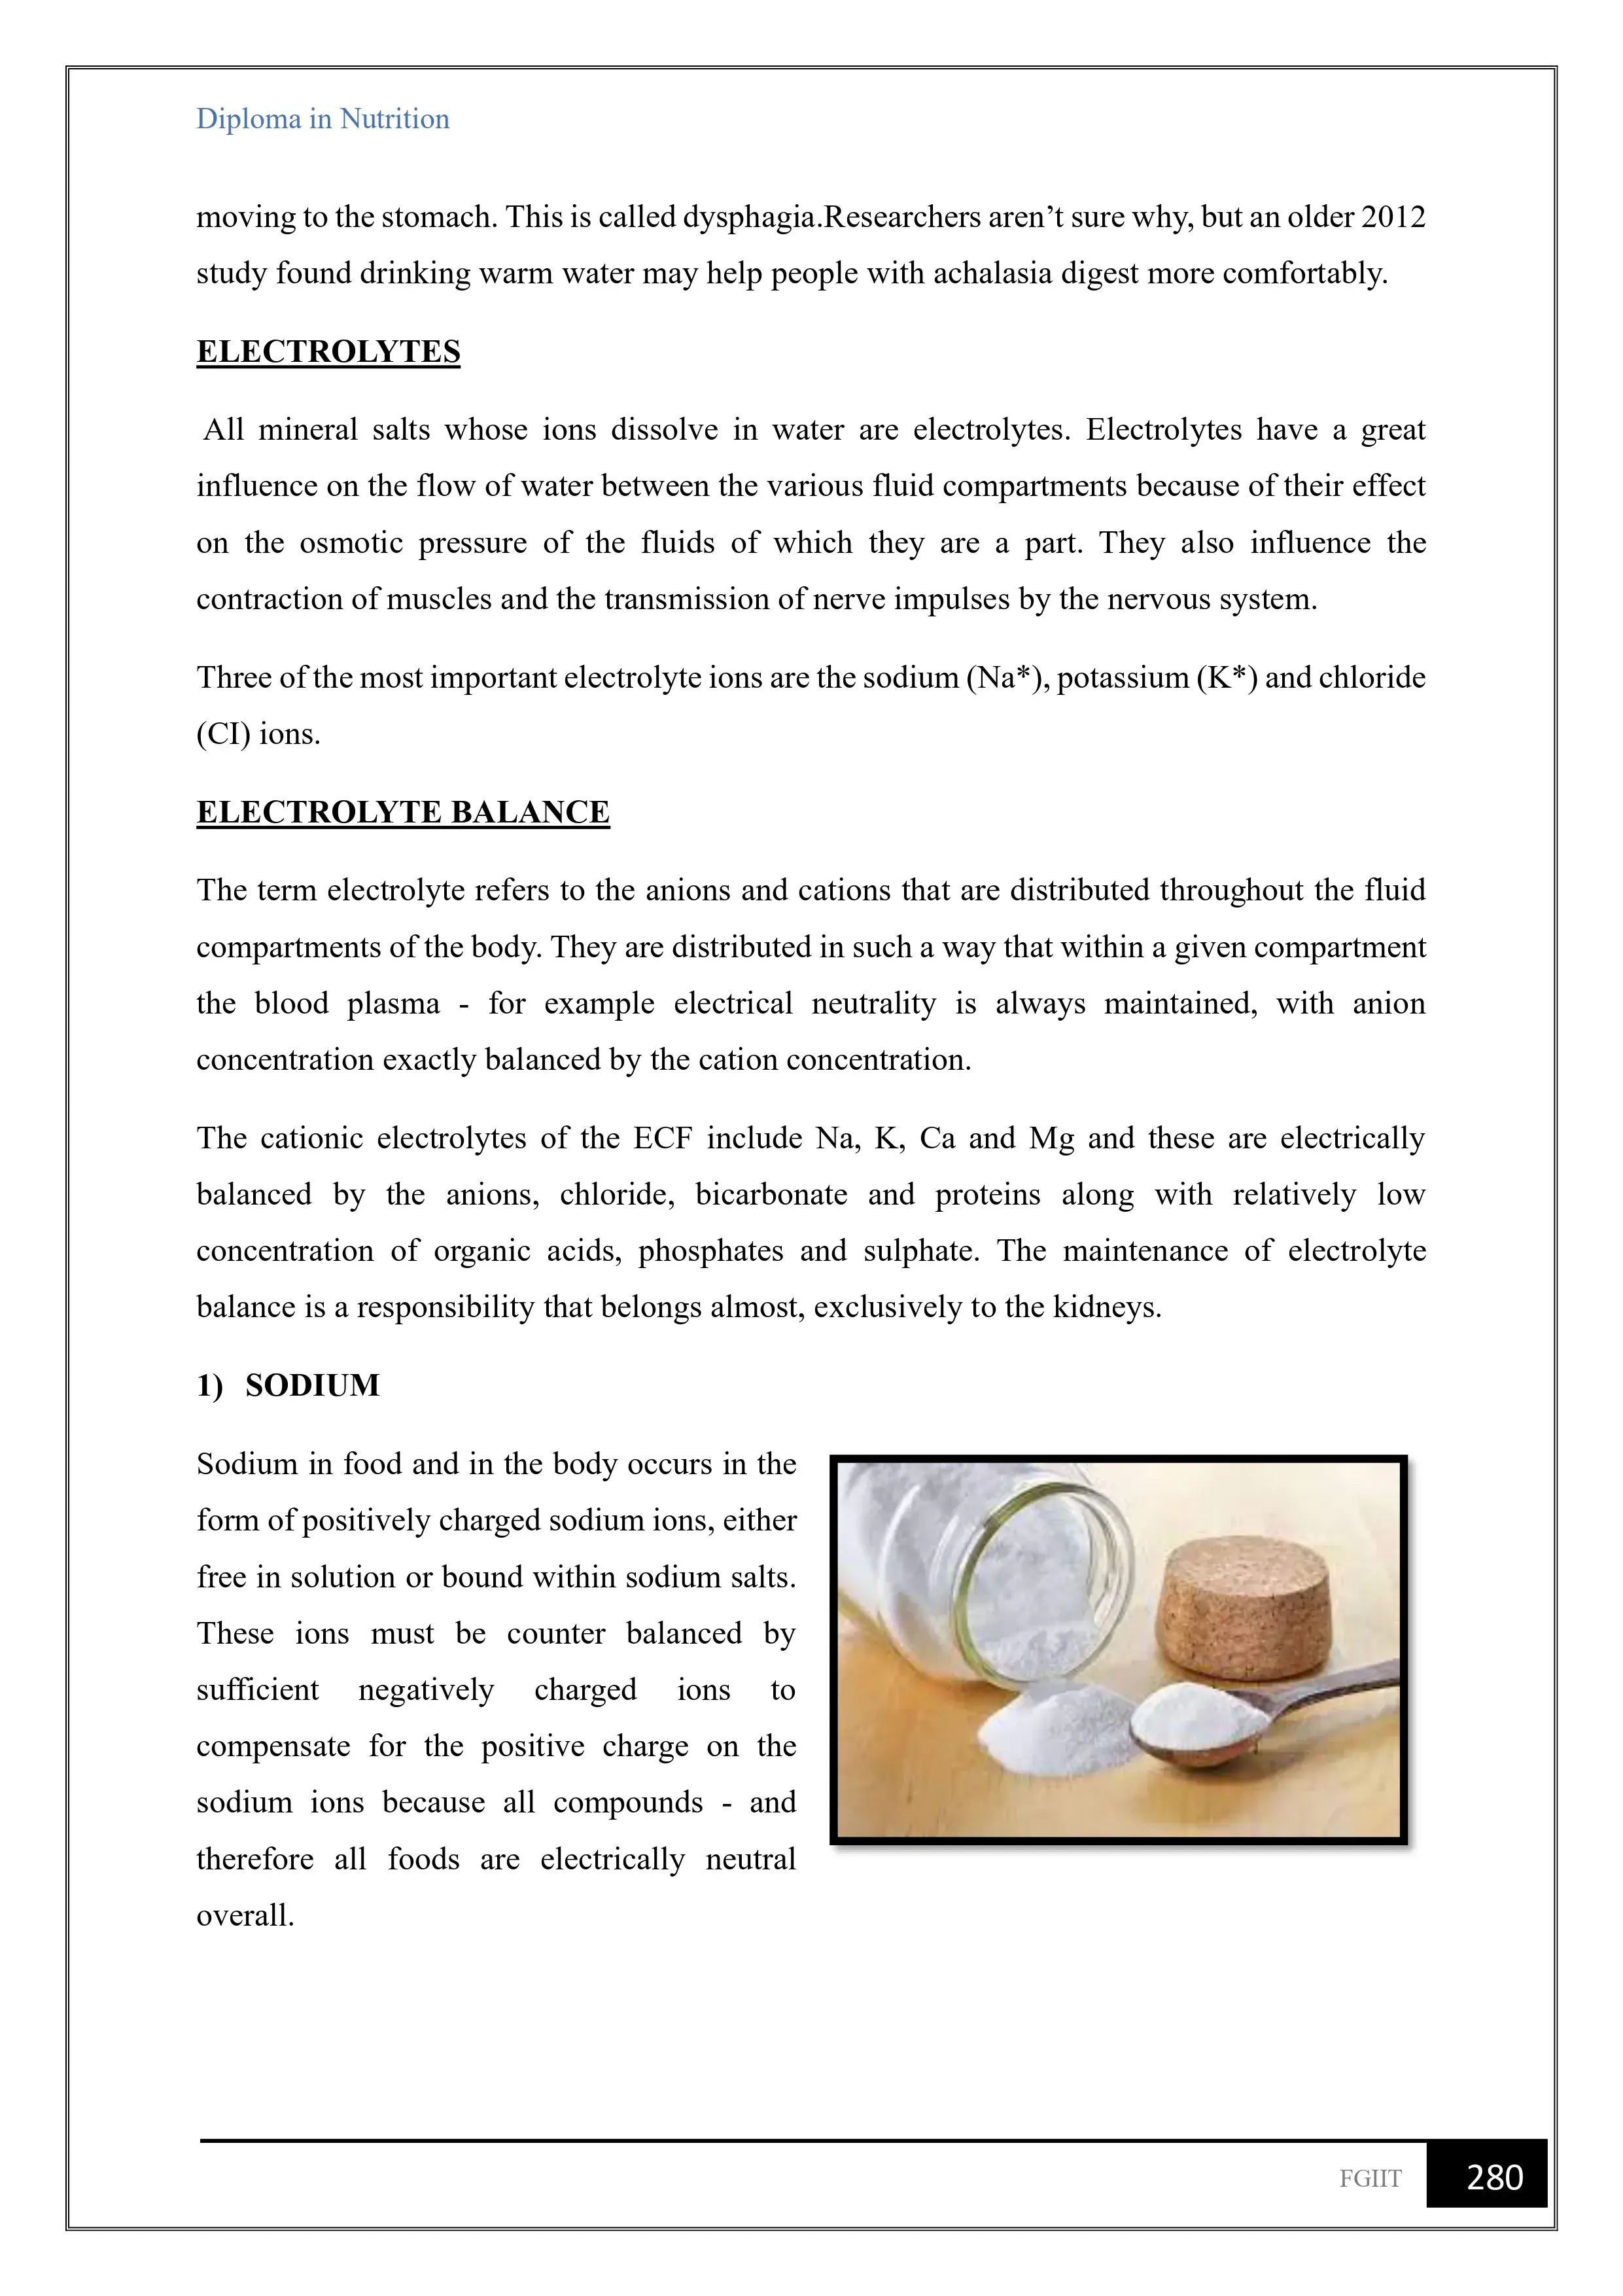 Diploma in Nutrition
moving to the stomach. This is called dysphagia.Researchers aren’t sure why, but an older 2012
study found drinking warm water may help people with achalasia digest more comfortably.
ELECTROLYTES
All mineral salts whose ions dissolve in water are electrolytes. Electrolytes have a great
influence on the flow of water between the various fluid compartments because of their effect
on the osmotic pressure of the fluids of which they are a part. They also influence the
contraction of muscles and the transmission of nerve impulses by the nervous system.
Three of the most important electrolyte ions are the sodium (Na*), potassium (K*) and chloride
(CI) ions.
ELECTROLYTE BALANCE
The term electrolyte refers to the anions and cations that are distributed throughout the fluid
compartments of the body. They are distributed in such a way that within a given compartment
the blood plasma - for example electrical neutrality is always maintained, with anion
concentration exactly balanced by the cation concentration.
The cationic electrolytes of the ECF include Na, K, Ca and Mg and these are electrically
balanced by the anions, chloride, bicarbonate and proteins along with relatively low
concentration of organic acids, phosphates and sulphate. The maintenance of electrolyte
balance is a responsibility that belongs almost, exclusively to the kidneys.
1) SODIUM
Sodium in food and in the body occurs in the
form of positively charged sodium ions, either
free in solution or bound within sodium salts.
These ions must be counter balanced by
sufficient negatively charged ions to
compensate for the positive charge on the
sodium ions because all compounds - and
therefore all foods are electrically neutral
overall.
FGIIT 280